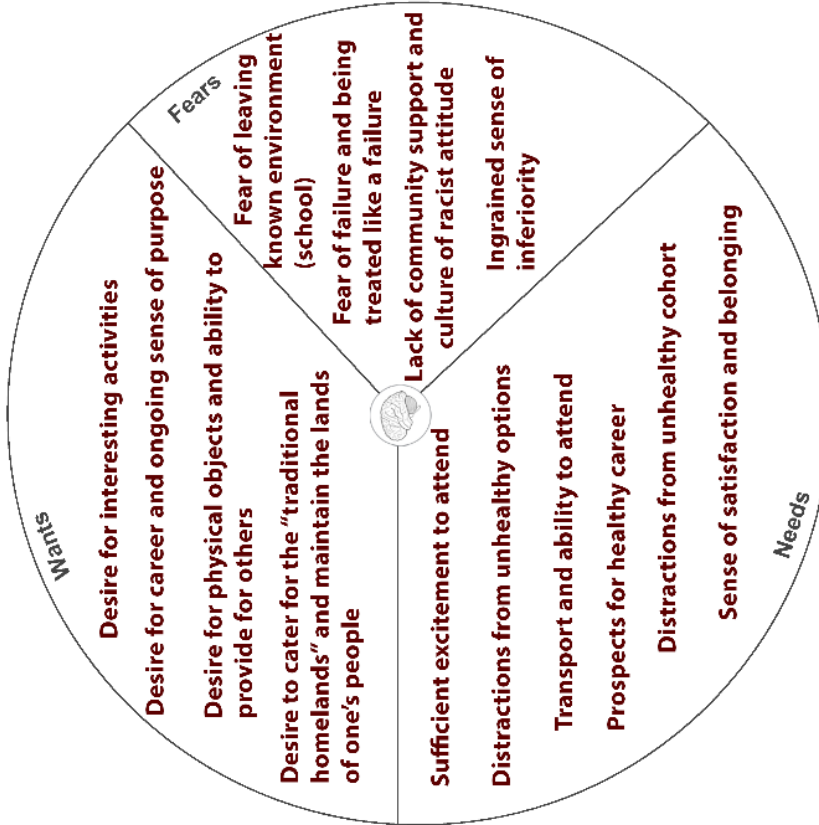 Wants
Desire for interesting activities
Desire for career and ongoing sense of purpose
Desire for physical objects and ability to
provide for others
Desire to cater for the “traditional
homelands” and maintain the lands
of one’s people
Fears
Fear of leaving
known environment
(school)
Fear of failure and being
treated like a failure
Lack of community support and
culture of racist attitude
Ingrained sense of
inferiority
Sufficient excitement to attend
Distractions from unhealthy options
Transport and ability to attend
Prospects for healthy career
Distractions from unhealthy cohort
Sense of satisfaction and belonging
Needs